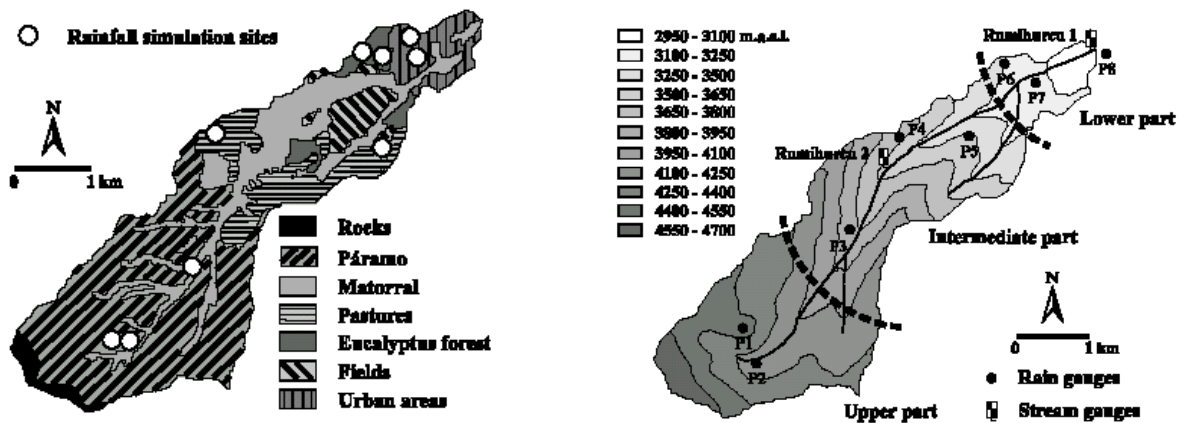 Rainfall simulation sites
N
0 1 km
Rocks
Páramo
Matorral
Pastures
Eucalyptus forest
Fields
Urban areas
2950 - 3100 m.a.s.l.
3100 - 3250
3250 - 3500
3500 - 3650
3650 - 3800
3800 - 3950
3950 - 4100
4100 - 4250
4250 - 4400
4400 - 4550
4550 - 4700
Rumihurcu 1
P8
P6
P7
Lower part
P4
P5
Rumihurcu 2
P3
Intermediate part
P1
P2
Upper part
N
0 1 km
Rain gauges
Stream gauges